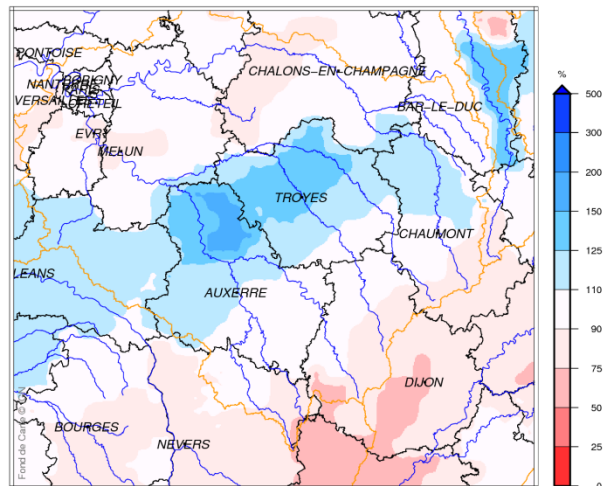 %
PONTOISE
BOBIGNY
NANTERRE
PARIS
VERSAILLES
CRETEIL
EVRY
MELUN
CHALONS-EN-CHAMPAGNE
BAR-LE-DUC
TROYES
CHAUMONT
LEANS
AUXERRE
DIJON
BOURGES
NEVERS
Fond de Carte © IGN
500
300
200
150
110
90
75
50
25
0